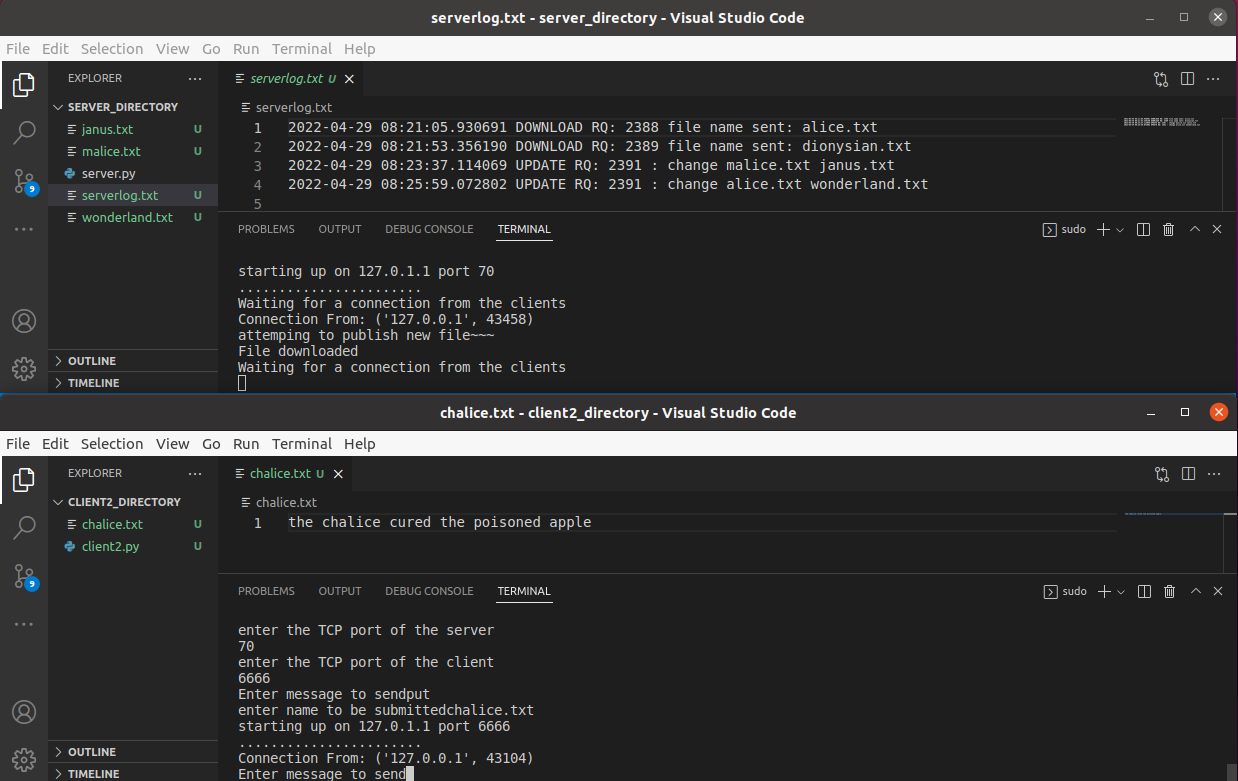 serverlog.txt - server_directory - Visual Studio Code
File Edit Selection View Go Run Terminal Help
EXPLORER
SERVER_DIRECTORY
janus.txt U
malice.txt U
server.py
serverlog.txt U
wonderland.txt U
9
OUTLINE
TIMELINE
serverlog.txt U
serverlog.txt
1 2022-04-29 08:21:05.930691 DOWNLOAD RQ: 2388 file name sent: alice.txt
2 2022-04-29 08:21:53.356190 DOWNLOAD RQ: 2389 file name sent: dionysian.txt
3 2022-04-29 08:23:37.114069 UPDATE RQ: 2391 : change malice.txt janus.txt
4 2022-04-29 08:25:59.072802 UPDATE RQ: 2391 : change alice.txt wonderland.txt
5
PROBLEMS OUTPUT DEBUG CONSOLE TERMINAL sudo
starting up on 127.0.1.1 port 70
.......................
Waiting for a connection from the clients
Connection From: ('127.0.0.1', 43458)
attemping to publish new file~~~
File downloaded
Waiting for a connection from the clients
chalice.txt - client2_directory - Visual Studio Code
File Edit Selection View Go Run Terminal Help
EXPLORER
CLIENT2_DIRECTORY
chalice.txt U
client2.py U
9
OUTLINE
TIMELINE
chalice.txt U
chalice.txt
1 the chalice cured the poisoned apple
PROBLEMS OUTPUT DEBUG CONSOLE TERMINAL sudo
enter the TCP port of the server
70
enter the TCP port of the client
6666
Enter message to sendput
enter name to be submittedchalice.txt
starting up on 127.0.1.1 port 6666
.......................
Connection From: ('127.0.0.1', 43104)
Enter message to send